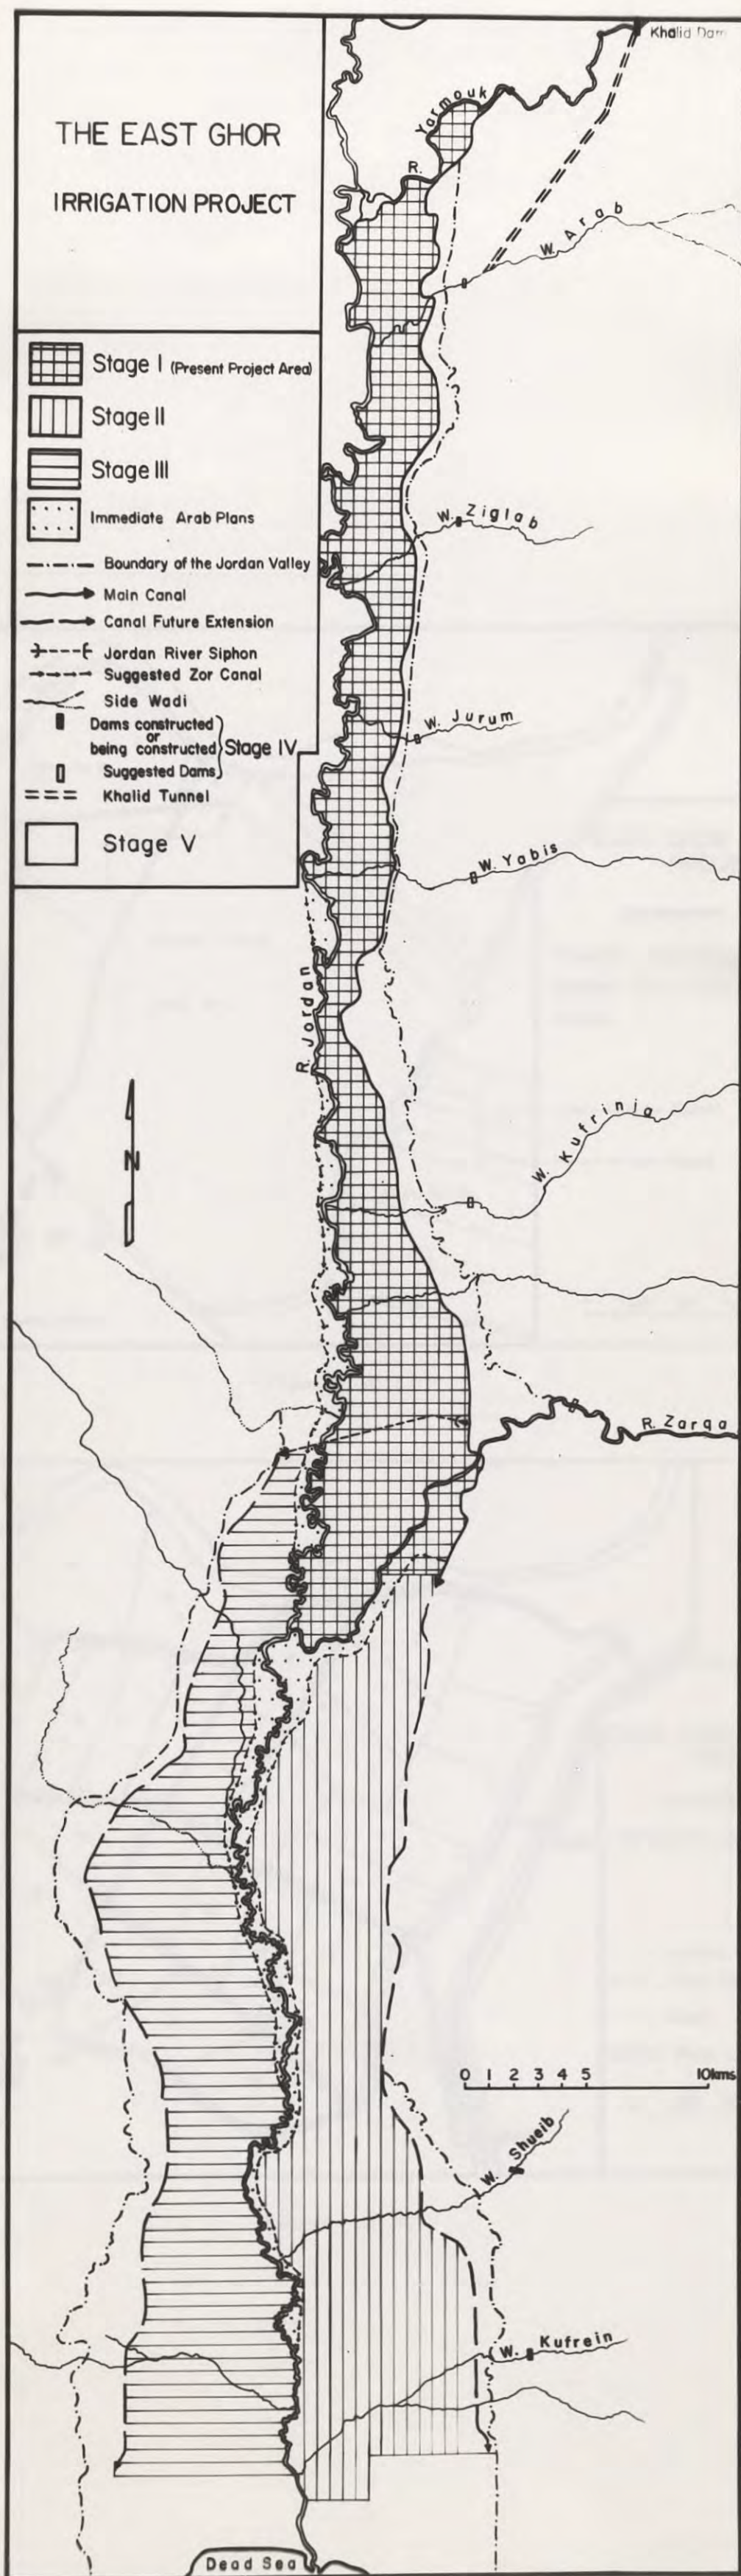 THE EAST GHOR
IRRIGATION PROJECT
Stage I (Present Project Area)
Stage II
Stage III
Immediate Arab Plans
Boundary of the Jordan Valley
Main Canal
Canal Future Extension
Jordan River Siphon
Suggested Zor Canal
Side Wadi
Dams constructed
or
being constructed
Stage IV
Suggested Dams
Khalid Tunnel
Stage V
Khalid Dam
R. Yarmouk
W. Arab
W. Ziglab
W. Jurum
W. Yabis
R. Jordan
N
W. Kufrinja
R. Zarqa
0 1 2 3 4 5 10kms
W. Shueib
W. Kufrein
Dead Sea